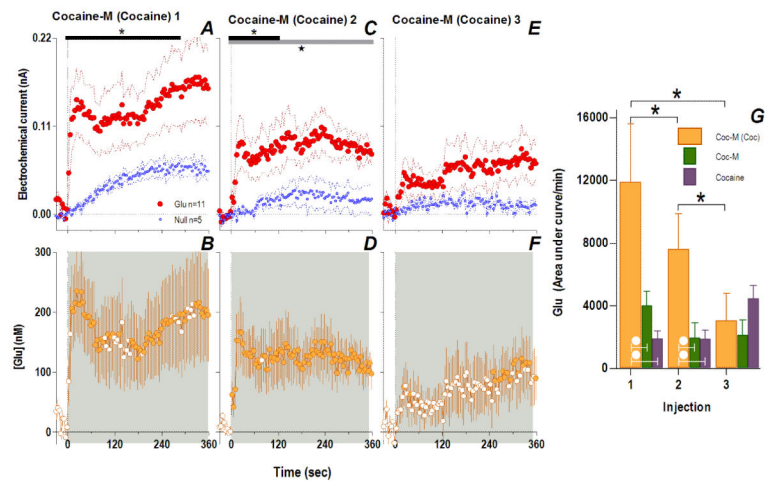 Cocaine-M (Cocaine) 1
Cocaine-M (Cocaine) 2
Cocaine-M (Cocaine) 3
A
C
E
*
*
★
Electrochemical current (nA)
0.22
0.11
0.00
Glu n=11
Null n=5
B
D
F
[Glu] (nM)
300
200
100
0
0 120 240 360
0 120 240 360
0 120 240 360
Time (sec)
G
*
*
*
Coc-M (Coc)
Coc-M
Cocaine
Glu (Area under curve/min)
16000
12000
8000
4000
0
1 2 3
Injection